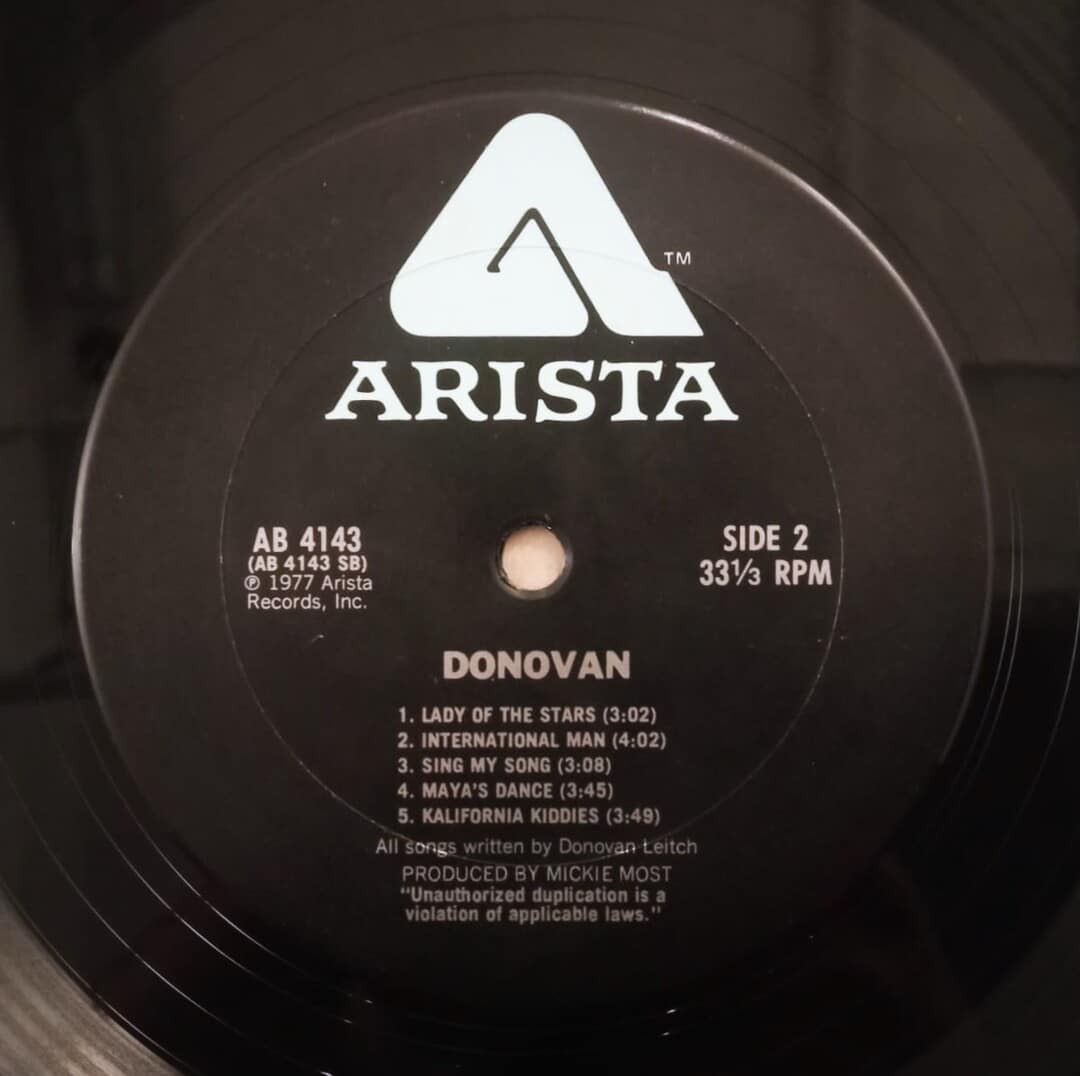 TM
ARISTA
AB 4143
(AB 4143 SB)
℗ 1977 Arista
Records, Inc.
SIDE 2
33⅓ RPM
DONOVAN
1. LADY OF THE STARS (3:02)
2. INTERNATIONAL MAN (4:02)
3. SING MY SONG (3:08)
4. MAYA'S DANCE (3:45)
5. KALIFORNIA KIDDIES (3:49)
All songs written by Donovan Leitch
PRODUCED BY MICKIE MOST
"Unauthorized duplication is a
violation of applicable laws."